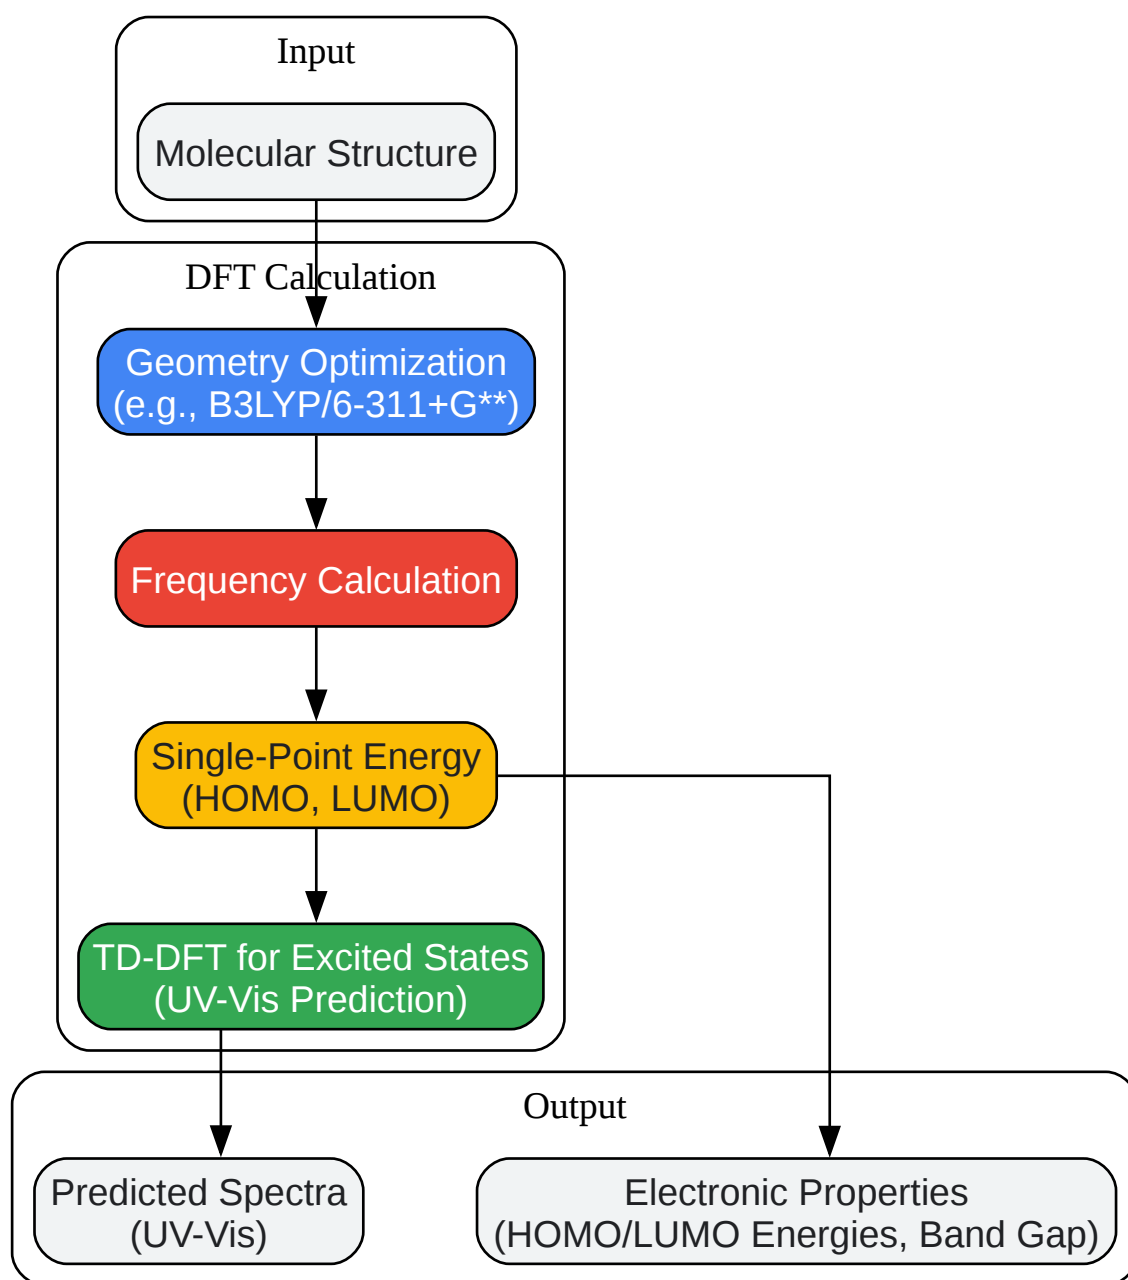 Input
Molecular Structure
DFT Calculation
Geometry Optimization
(e.g., B3LYP/6-311+G**)
Frequency Calculation
Single-Point Energy
(HOMO, LUMO)
TD-DFT for Excited States
(UV-Vis Prediction)
Output
Predicted Spectra
(UV-Vis)
Electronic Properties
(HOMO/LUMO Energies, Band Gap)